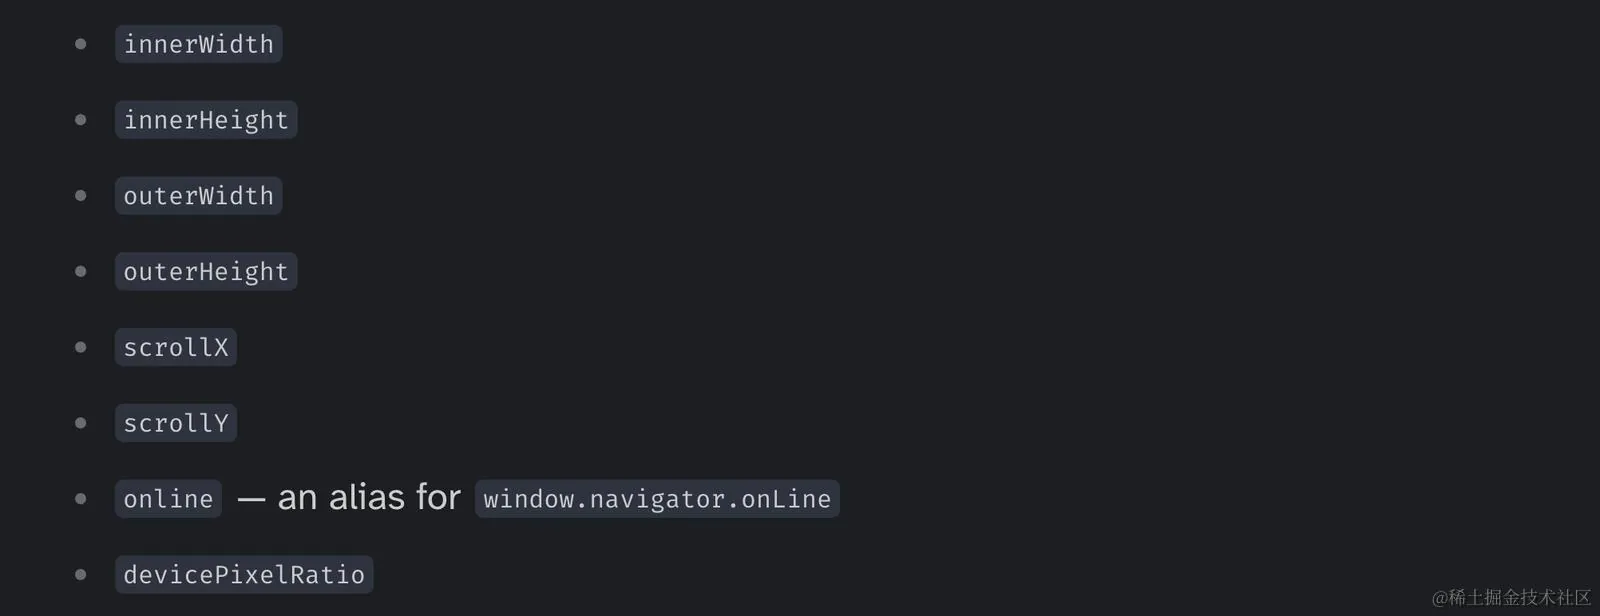 innerWidth
innerHeight
outerWidth
outerHeight
scrollX
scrollY
online — an alias for window.navigator.onLine
devicePixelRatio
@稀土掘金技术社区